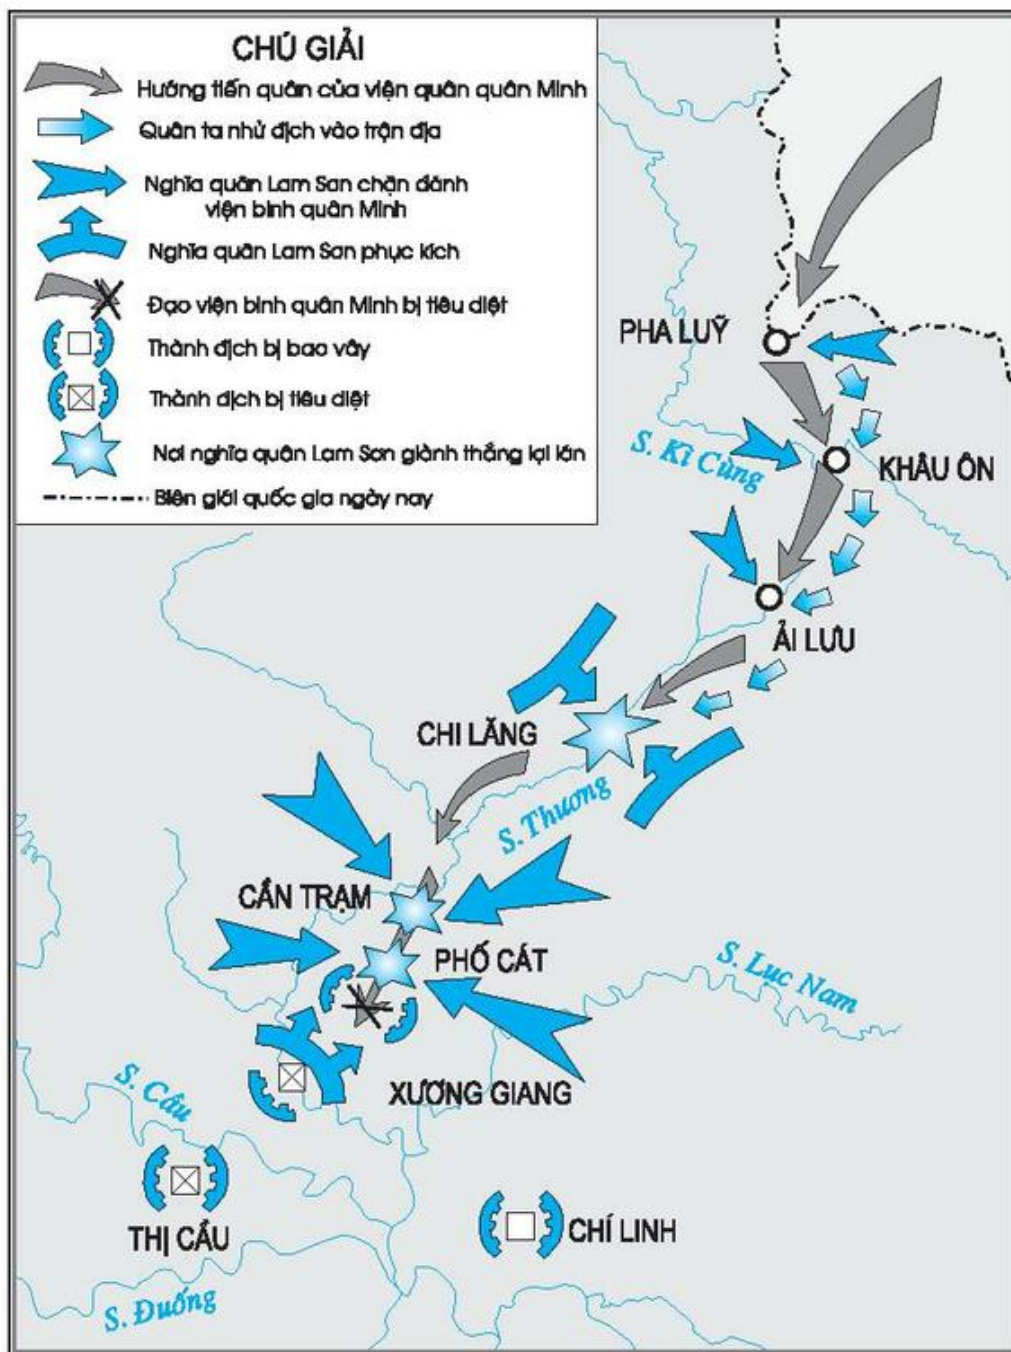 CHÚ GIẢI
Hướng tiến quân của viện quân quân Minh
Quân ta nhử địch vào trận địa
Nghĩa quân Lam Sơn chặn đánh
viện binh quân Minh
Nghĩa quân Lam Sơn phục kích
Đạo viện binh quân Minh bị tiêu diệt
Thành địch bị bao vây
Thành địch bị tiêu diệt
Nơi nghĩa quân Lam Sơn giành thắng lợi lớn
Biên giới quốc gia ngày nay
PHA LUỸ
S. Kì Cùng
KHÂU ÔN
ẢI LƯU
CHI LĂNG
S. Thương
CẦN TRẠM
PHỐ CÁT
S. Lục Nam
XƯƠNG GIANG
S. Cầu
THỊ CẦU
CHÍ LINH
S. Đuống